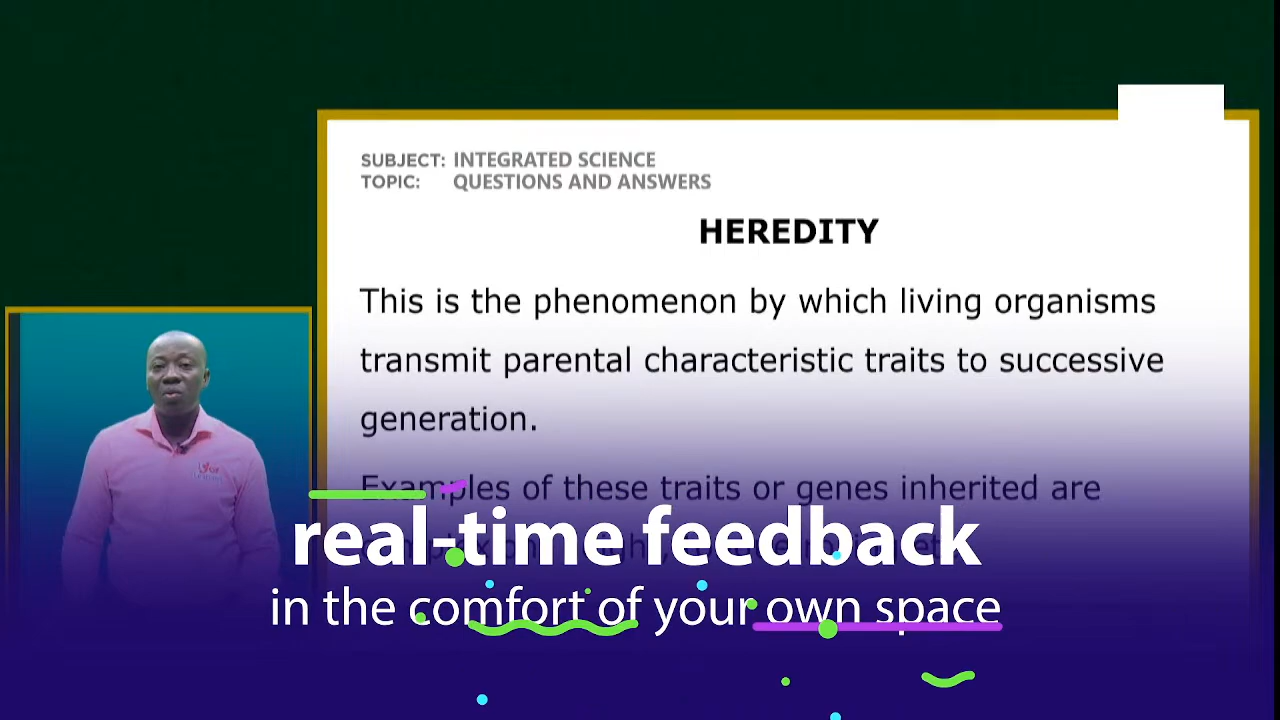 SUBJECT: INTEGRATED SCIENCE
TOPIC: QUESTIONS AND ANSWERS
HEREDITY
This is the phenomenon by which living organisms
transmit parental characteristic traits to successive
generation.
Examples of these traits or genes inherited are
real-time feedback
in the comfort of your own space